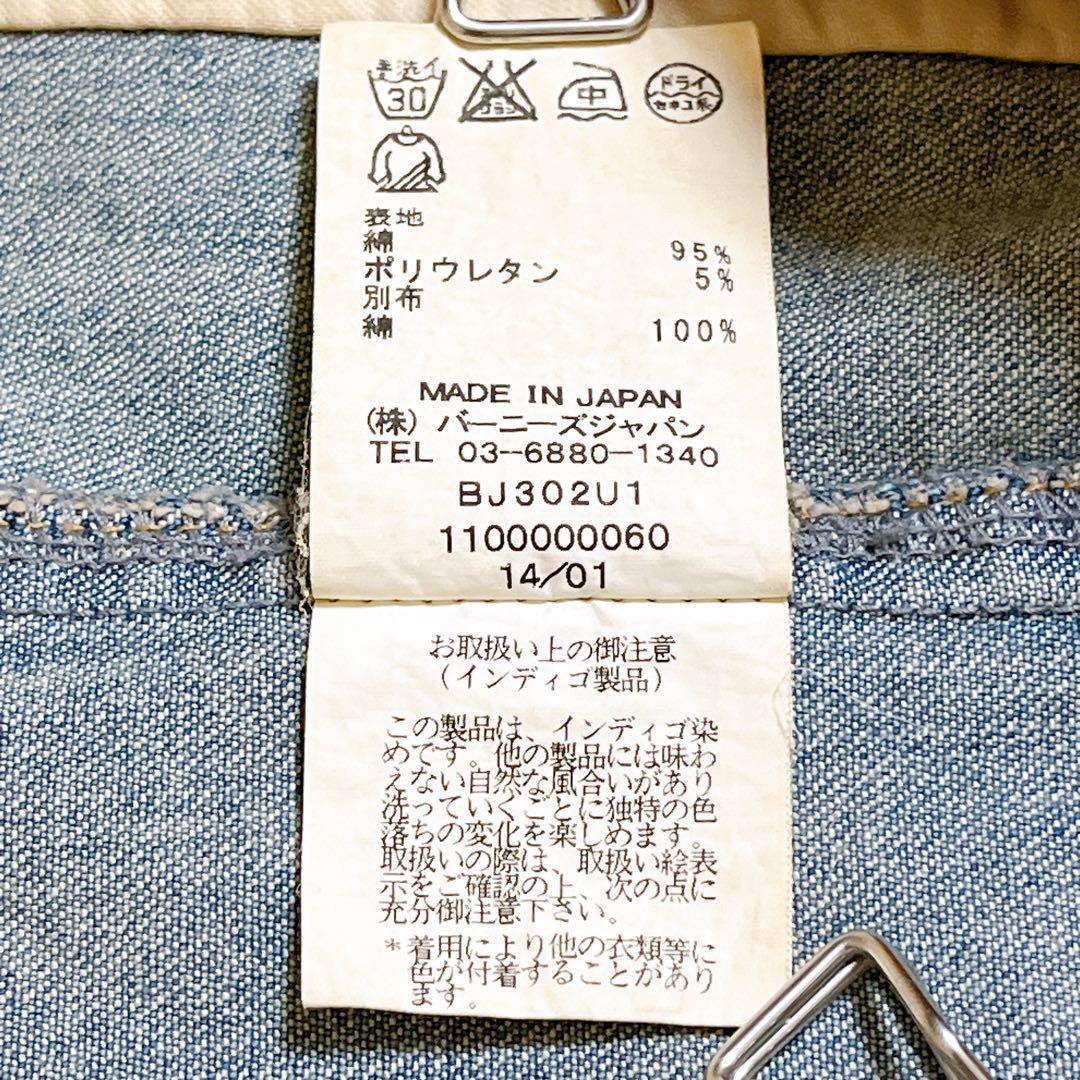 手洗イ
30
エンソ
サラシ
中
ドライ
セキユ系
表地
綿 95%
ポリウレタン 5%
別布
綿 100%
MADE IN JAPAN
(株) バーニーズジャパン
TEL 03-6880-1340
BJ302U1
1100000060
14/01
お取扱い上の御注意
(インディゴ製品)
この製品は、インディゴ染
めです。他の製品には味わ
えない自然な風合いがあり
洗っていくごとに独特の色
落ちの変化を楽しめます。
取扱いの際は、取扱い絵表
示をご確認の上、次の点に
充分御注意下さい。
*着用により他の衣類等に
色が付着することがあり
ます。